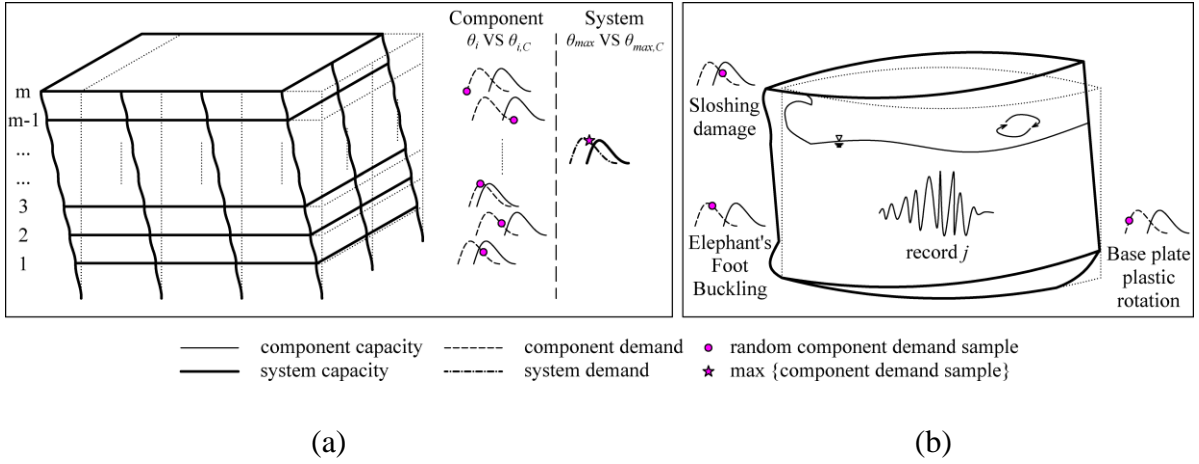 Component
θi VS θi,C
System
θmax VS θmax,C
m
m-1
...
...
3
2
1
Sloshing
damage
Elephant's
Foot
Buckling
record j
Base plate
plastic
rotation
component capacity
component demand
random component demand sample
system capacity
system demand
max {component demand sample}
(a)
(b)